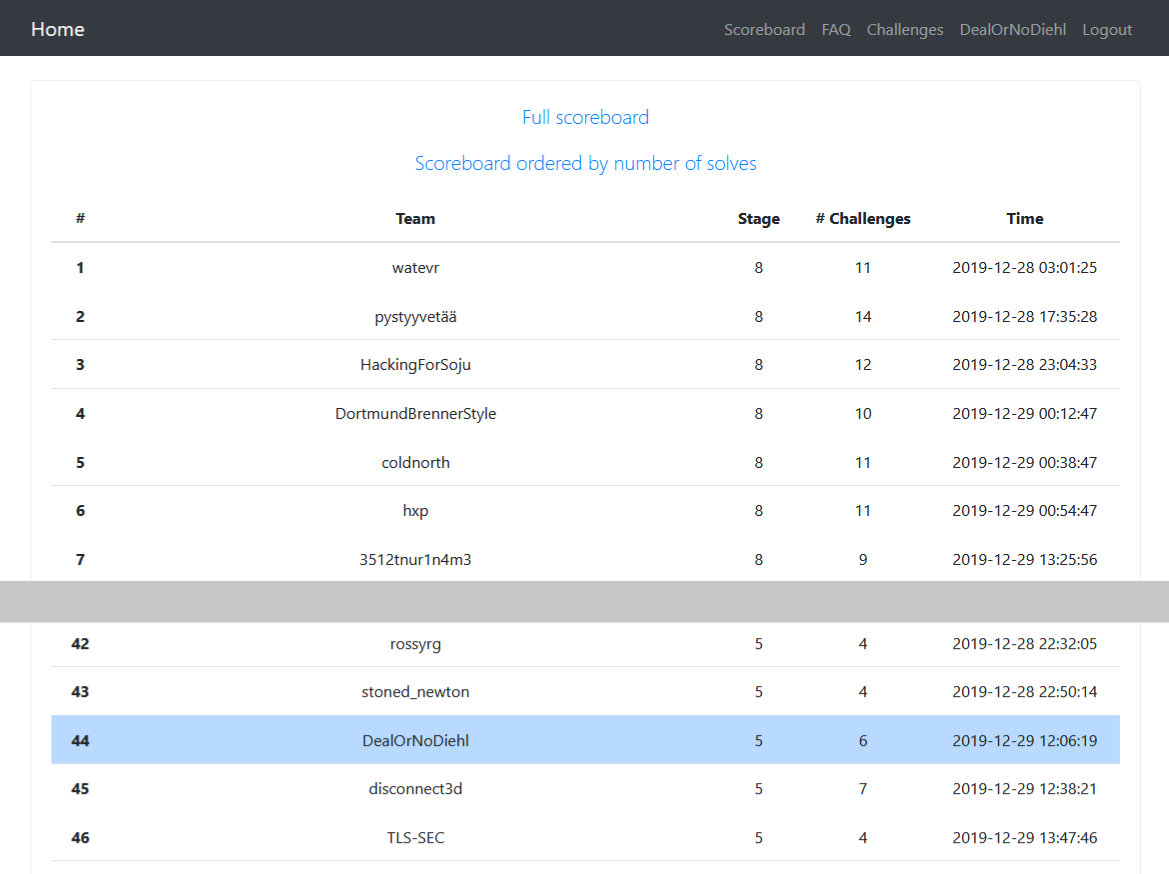 Home Scoreboard FAQ Challenges DealOrNoDiehl Logout
Full scoreboard
Scoreboard ordered by number of solves
# Team Stage # Challenges Time
1 watevr 8 11 2019-12-28 03:01:25
2 pystyyvetää 8 14 2019-12-28 17:35:28
3 HackingForSoju 8 12 2019-12-28 23:04:33
4 DortmundBrennerStyle 8 10 2019-12-29 00:12:47
5 coldnorth 8 11 2019-12-29 00:38:47
6 hxp 8 11 2019-12-29 00:54:47
7 3512tnur1n4m3 8 9 2019-12-29 13:25:56
42 rossyrg 5 4 2019-12-28 22:32:05
43 stoned_newton 5 4 2019-12-28 22:50:14
44 DealOrNoDiehl 5 6 2019-12-29 12:06:19
45 disconnect3d 5 7 2019-12-29 12:38:21
46 TLS-SEC 5 4 2019-12-29 13:47:46